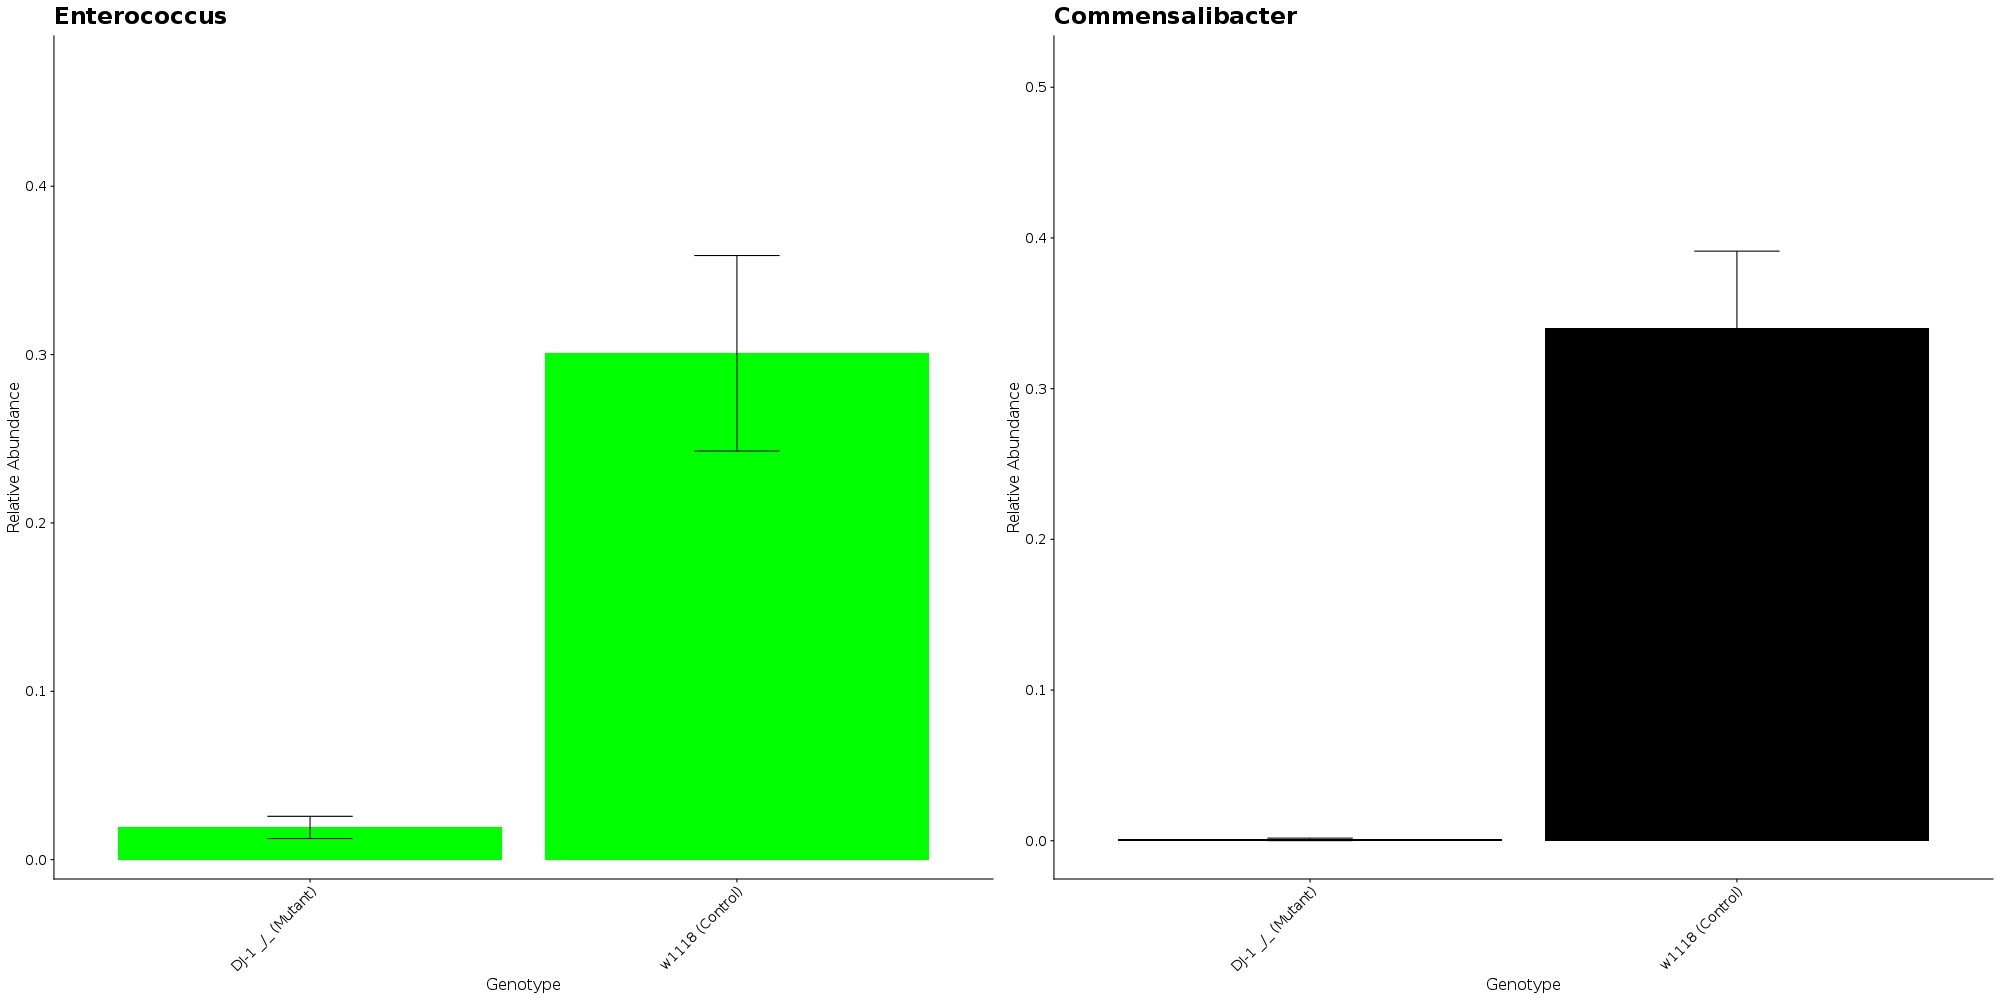 Enterococcus
Relative Abundance
0.4
0.3
0.2
0.1
0.0
DJ-1 _/_ (Mutant)
w1118 (Control)
Genotype
Commensalibacter
Relative Abundance
0.5
0.4
0.3
0.2
0.1
0.0
DJ-1 _/_ (Mutant)
w1118 (Control)
Genotype